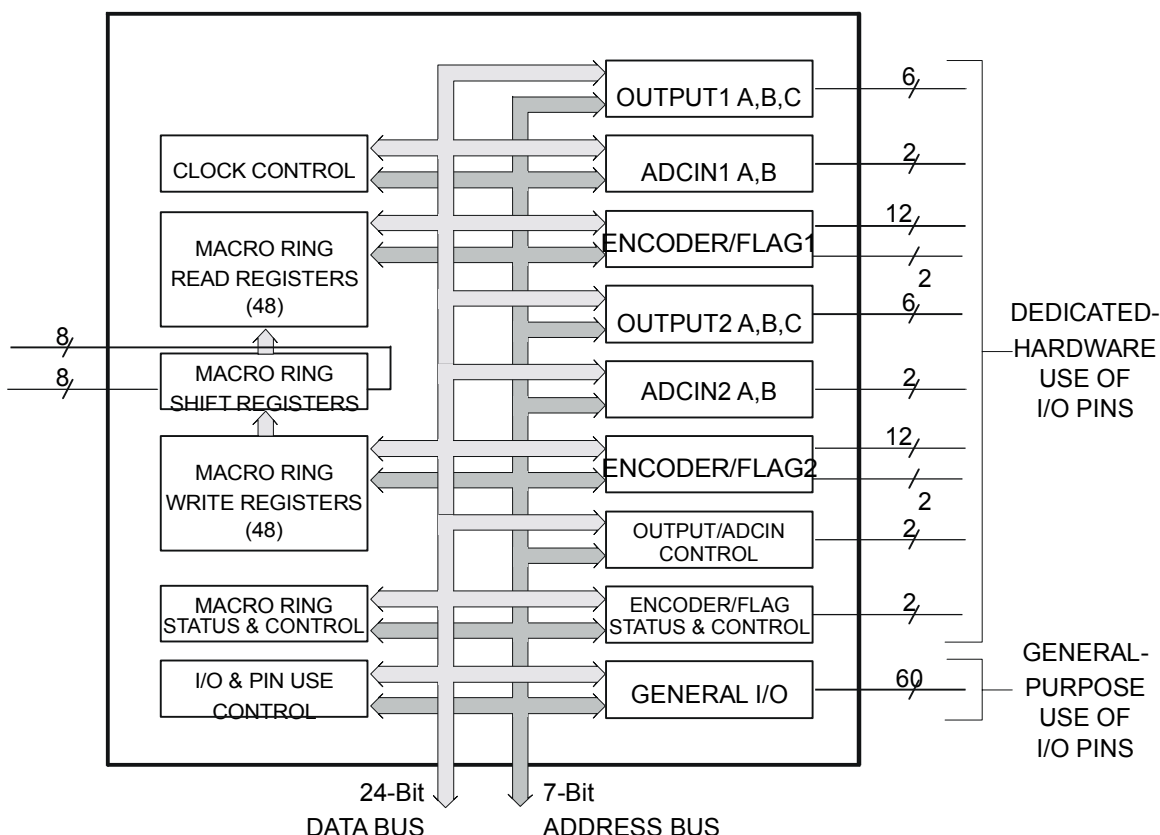 OUTPUT1 A,B,C
6
CLOCK CONTROL
ADCIN1 A,B
2
MACRO RING
READ REGISTERS
(48)
ENCODER/FLAG1
12
2
OUTPUT2 A,B,C
6
8
8
MACRO RING
SHIFT REGISTERS
ADCIN2 A,B
2
DEDICATED-
HARDWARE
USE OF
I/O PINS
MACRO RING
WRITE REGISTERS
(48)
ENCODER/FLAG2
12
2
OUTPUT/ADCIN
CONTROL
2
MACRO RING
STATUS & CONTROL
ENCODER/FLAG
STATUS & CONTROL
2
I/O & PIN USE
CONTROL
GENERAL I/O
60
GENERAL-
PURPOSE
USE OF
I/O PINS
24-Bit
DATA BUS
7-Bit
ADDRESS BUS